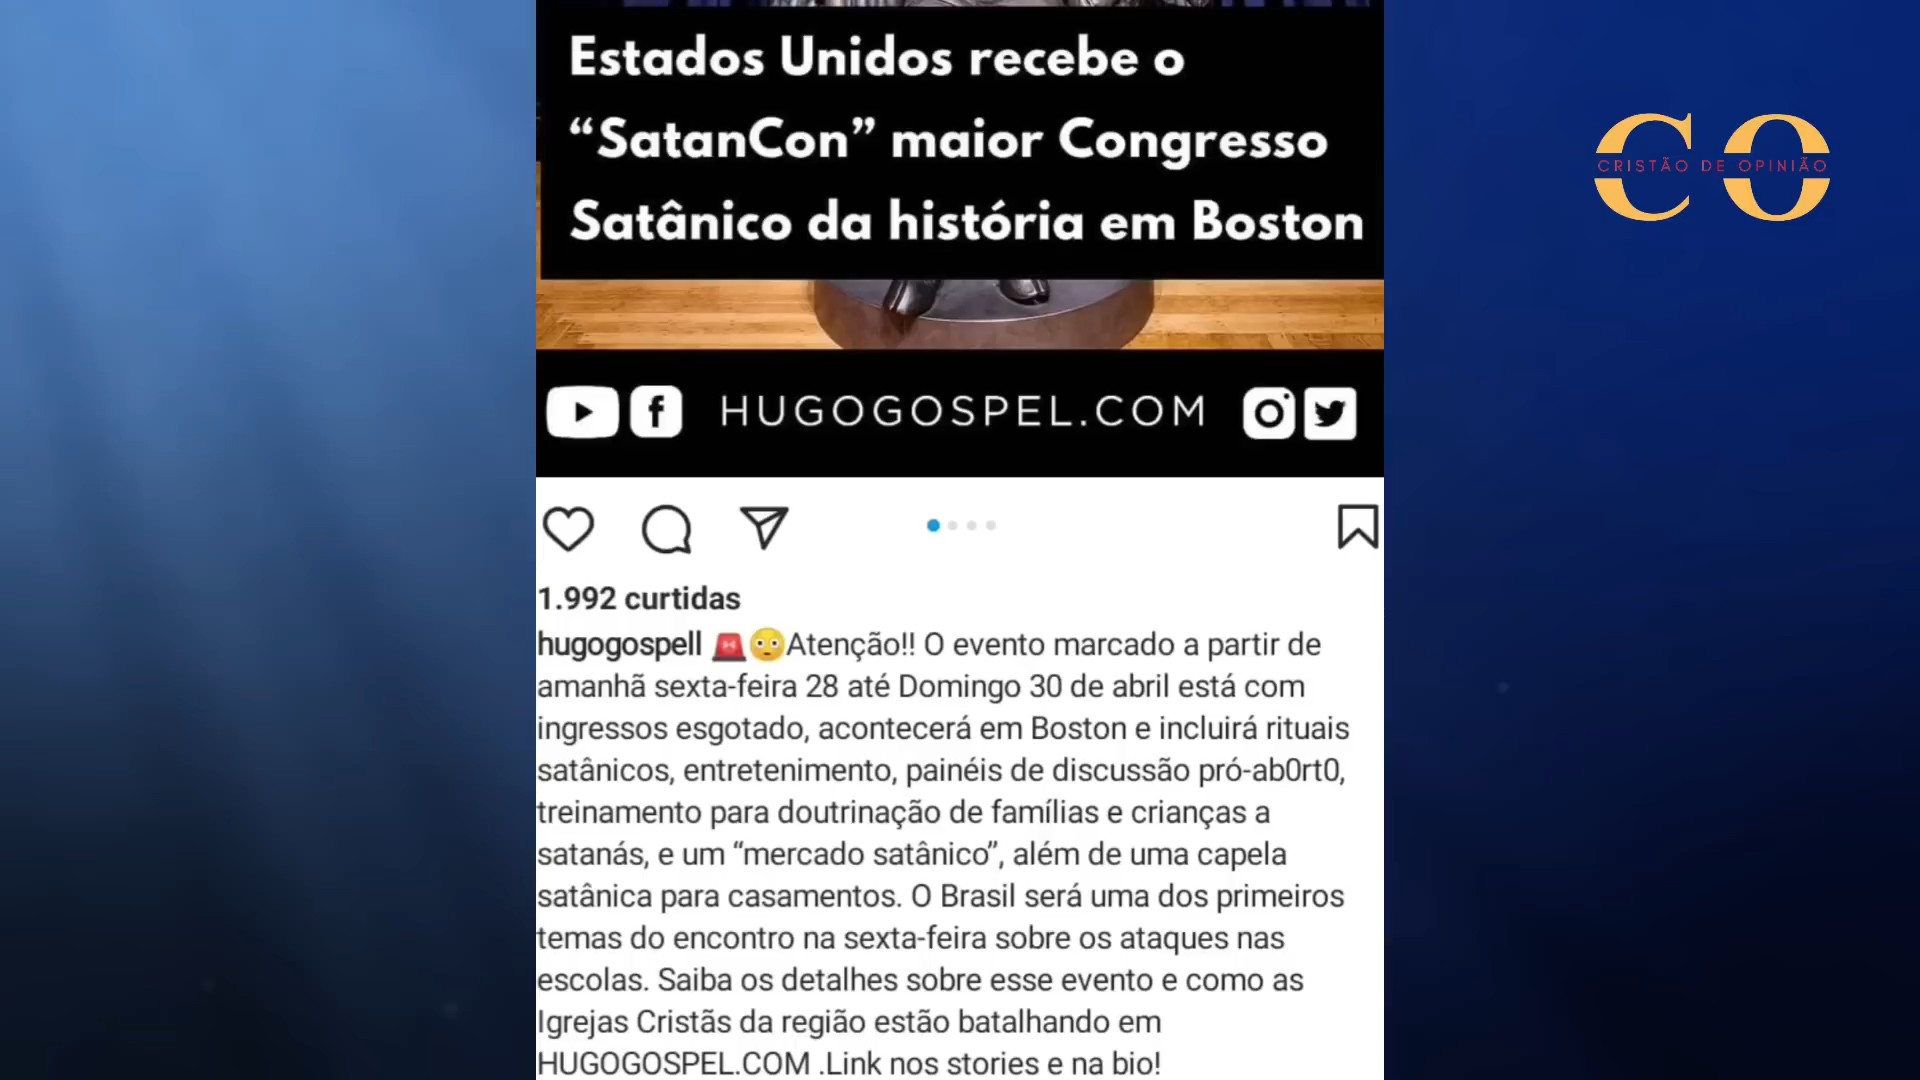 Estados Unidos recebe o
“SatanCon” maior Congresso
Satânico da história em Boston
CO
CRISTÃO DE OPINIÃO
HUGOGOSPEL.COM
1.992 curtidas
hugogospell 🚨😳Atenção!! O evento marcado a partir de
amanhã sexta-feira 28 até Domingo 30 de abril está com
ingressos esgotado, acontecerá em Boston e incluirá rituais
satânicos, entretenimento, painéis de discussão pró-ab0rt0,
treinamento para doutrinação de famílias e crianças a
satanás, e um “mercado satânico”, além de uma capela
satânica para casamentos. O Brasil será uma dos primeiros
temas do encontro na sexta-feira sobre os ataques nas
escolas. Saiba os detalhes sobre esse evento e como as
Igrejas Cristãs da região estão batalhando em
HUGOGOSPEL.COM .Link nos stories e na bio!